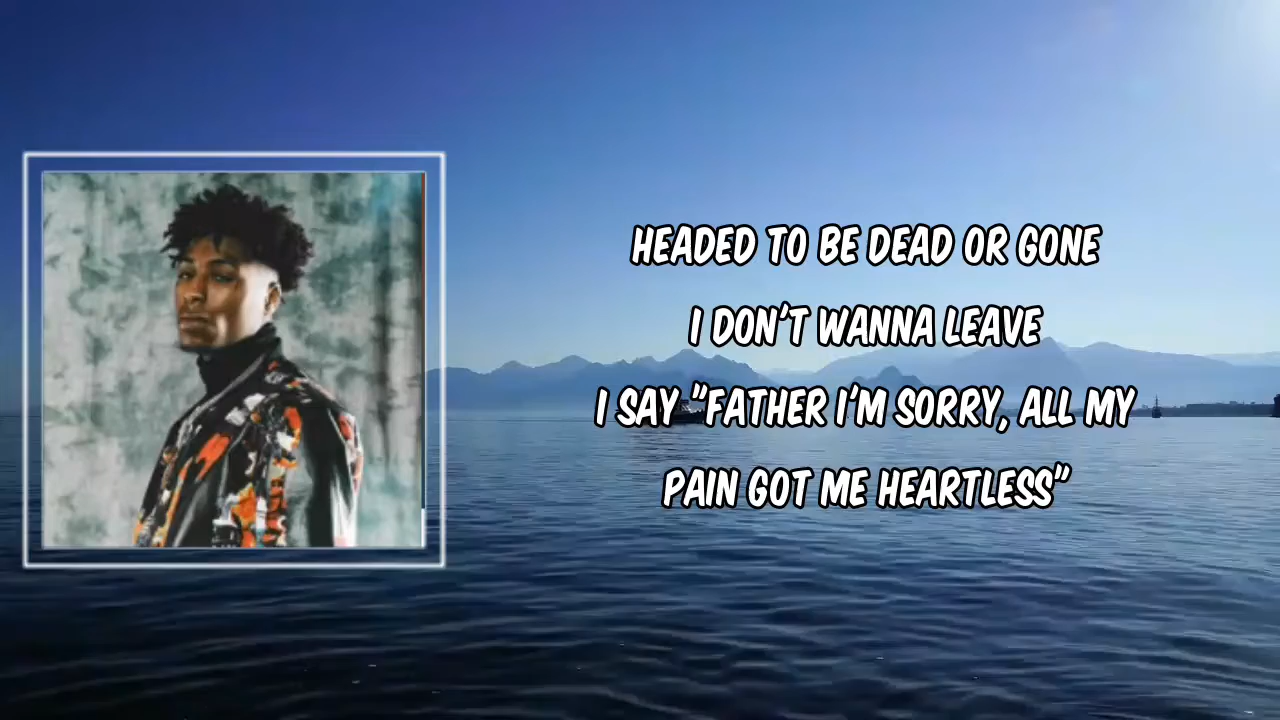 HEADED TO BE DEAD OR GONE
I DON'T WANNA LEAVE
I SAY "FATHER I'M SORRY, ALL MY
PAIN GOT ME HEARTLESS"